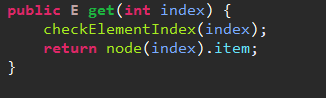 public E get(int index) {
    checkElementIndex(index);
    return node(index).item;
}